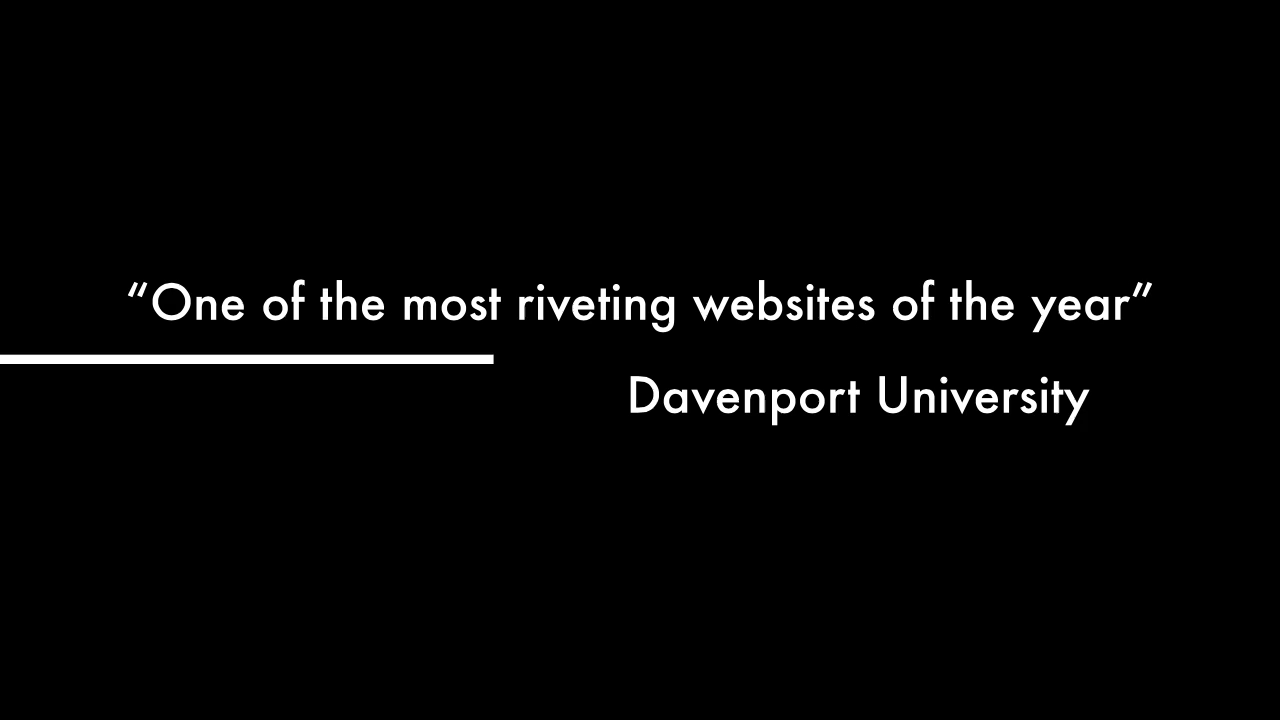 “One of the most riveting websites of the year”
Davenport University